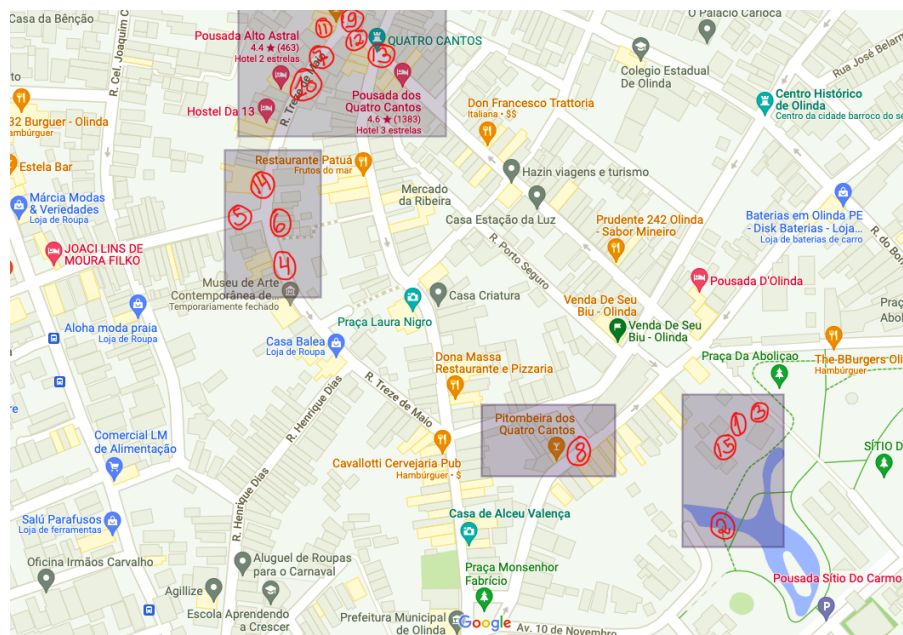 Casa da Bênção
R. Cel. Joaquim C
Pousada Alto Astral
4.4 ★ (463)
Hotel 2 estrelas
11
9
12
13
QUATRO CANTOS
O Palácio Carioca
Colegio Estadual
De Olinda
Rua José Belarm
Centro Histórico
de Olinda
Centro da cidade barroco do sé
32 Burguer - Olinda
ambúrguer
Hostel Da 13
R. Treze de Maio
Pousada dos
Quatro Cantos
4.6 ★ (1383)
Hotel 3 estrelas
Don Francesco Trattoria
Italiana • $$
Estela Bar
Restaurante Patuá
Frutos do mar
Hazin viagens e turismo
Márcia Modas
& Veriedades
Loja de Roupa
14
5
6
4
Mercado
da Ribeira
Casa Estação da Luz
Prudente 242 Olinda
- Sabor Mineiro
Baterias em Olinda PE
- Disk Baterias - Loja...
Loja de baterias de carro
R. do Bon
JOACI LINS DE
MOURA FILKO
R. Porto Seguro
Museu de Arte
Contemporânea de...
Temporariamente fechado
Casa Criatura
Pousada D'Olinda
Aloha moda praia
Loja de Roupa
Praça Laura Nigro
Venda De Seu
Biu - Olinda
Venda De Seu
Biu - Olinda
Praç
Abol
Casa Balea
Loja de Roupa
Dona Massa
Restaurante e Pizzaria
Praça Da Aboliçao
The BBurgers Oli
Hambúrguer
R. Henrique Dias
R. Treze de Maio
Pitombeira dos
Quatro Cantos
8
3
1
15
2
Comercial LM
de Alimentação
Cavallotti Cervejaria Pub
Hambúrguer • $
SÍTIO D
R. Henrique Dias
Salú Parafusos
Loja de ferramentas
Casa de Alceu Valença
Oficina Irmãos Carvalho
Aluguel de Roupas
para o Carnaval
Praça Monsenhor
Fabrício
Pousada Sítio Do Carmo
Agillize
Escola Aprendendo
a Crescer
Prefeitura Municipal
de Olinda
Google
Av. 10 de Novembro
P